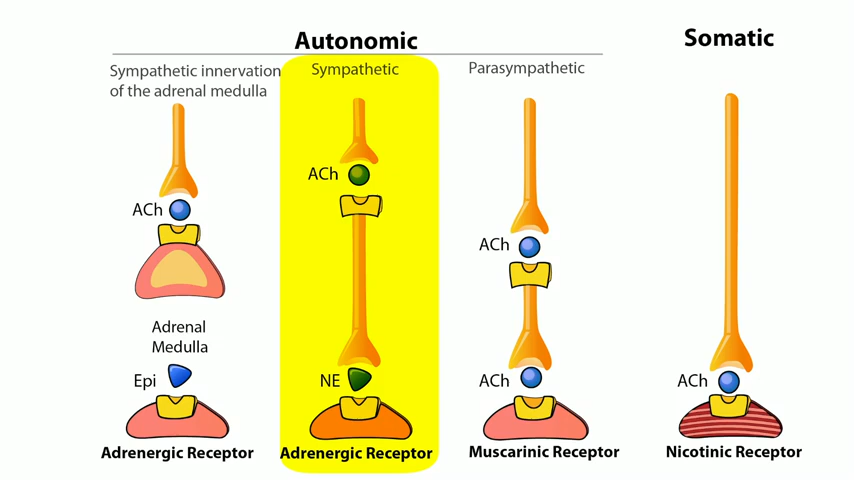 Autonomic
Somatic
Sympathetic innervation
of the adrenal medulla
Sympathetic
Parasympathetic
ACh
ACh
ACh
Adrenal
Medulla
Epi
NE
ACh
ACh
Adrenergic Receptor
Adrenergic Receptor
Muscarinic Receptor
Nicotinic Receptor